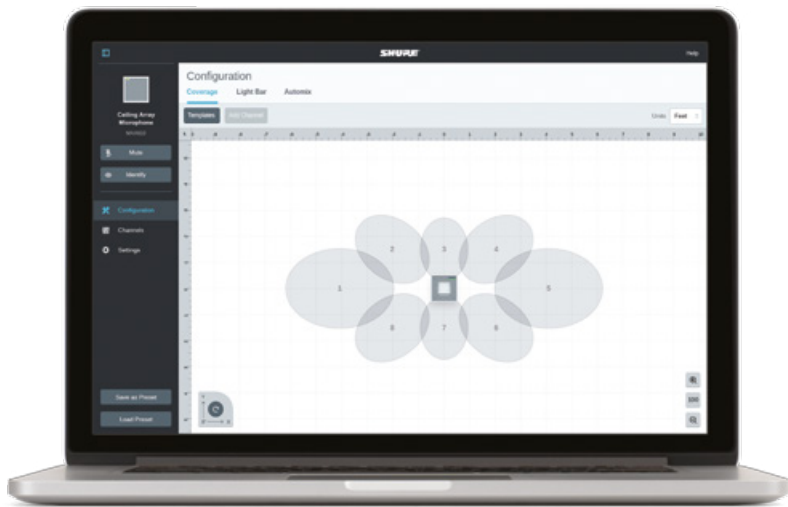 SHURE
Help
Configuration
Coverage Light Bar Automix
Templates Add Channel
Units Feet
Ceiling Array
Microphone
Mute
Identify
Configuration
Channels
Settings
2 3 4
1 5
8 7 6
Save as Preset
Load Preset
100